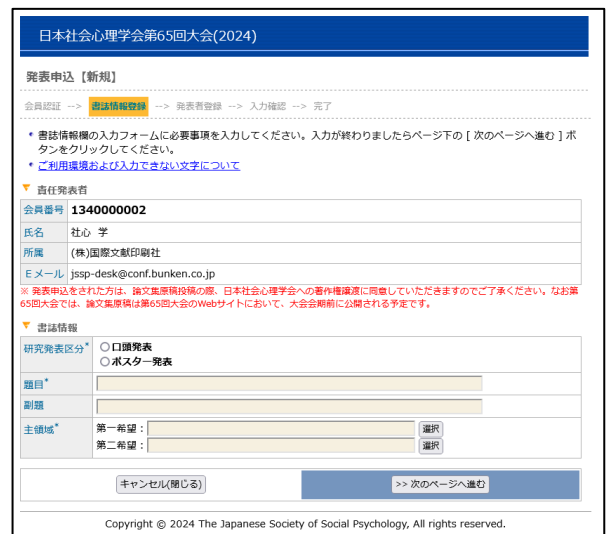 日本社会心理学会第65回大会(2024)
発表申込【新規】
会員認証 --> 書誌情報登録 --> 発表者登録 --> 入力確認 --> 完了
書誌情報欄の入力フォームに必要事項を入力してください。入力が終わりましたらページ下の [ 次のページへ進む ] ボ
タンをクリックしてください。
ご利用環境および入力できない文字について
責任発表者
会員番号 1340000002
氏名 社心 学
所属 (株)国際文献印刷社
Eメール jssp-desk@conf.bunken.co.jp
※ 発表申込をされた方は、論文集原稿投稿の際、日本社会心理学会への著作権譲渡に同意していただきますのでご了承ください。なお第
65回大会では、論文集原稿は第65回大会のWebサイトにおいて、大会会期前に公開される予定です。
書誌情報
研究発表区分* ○口頭発表
○ポスター発表
題目*
副題
主領域* 第一希望: 選択
第二希望: 選択
キャンセル(閉じる) >> 次のページへ進む
Copyright © 2024 The Japanese Society of Social Psychology, All rights reserved.